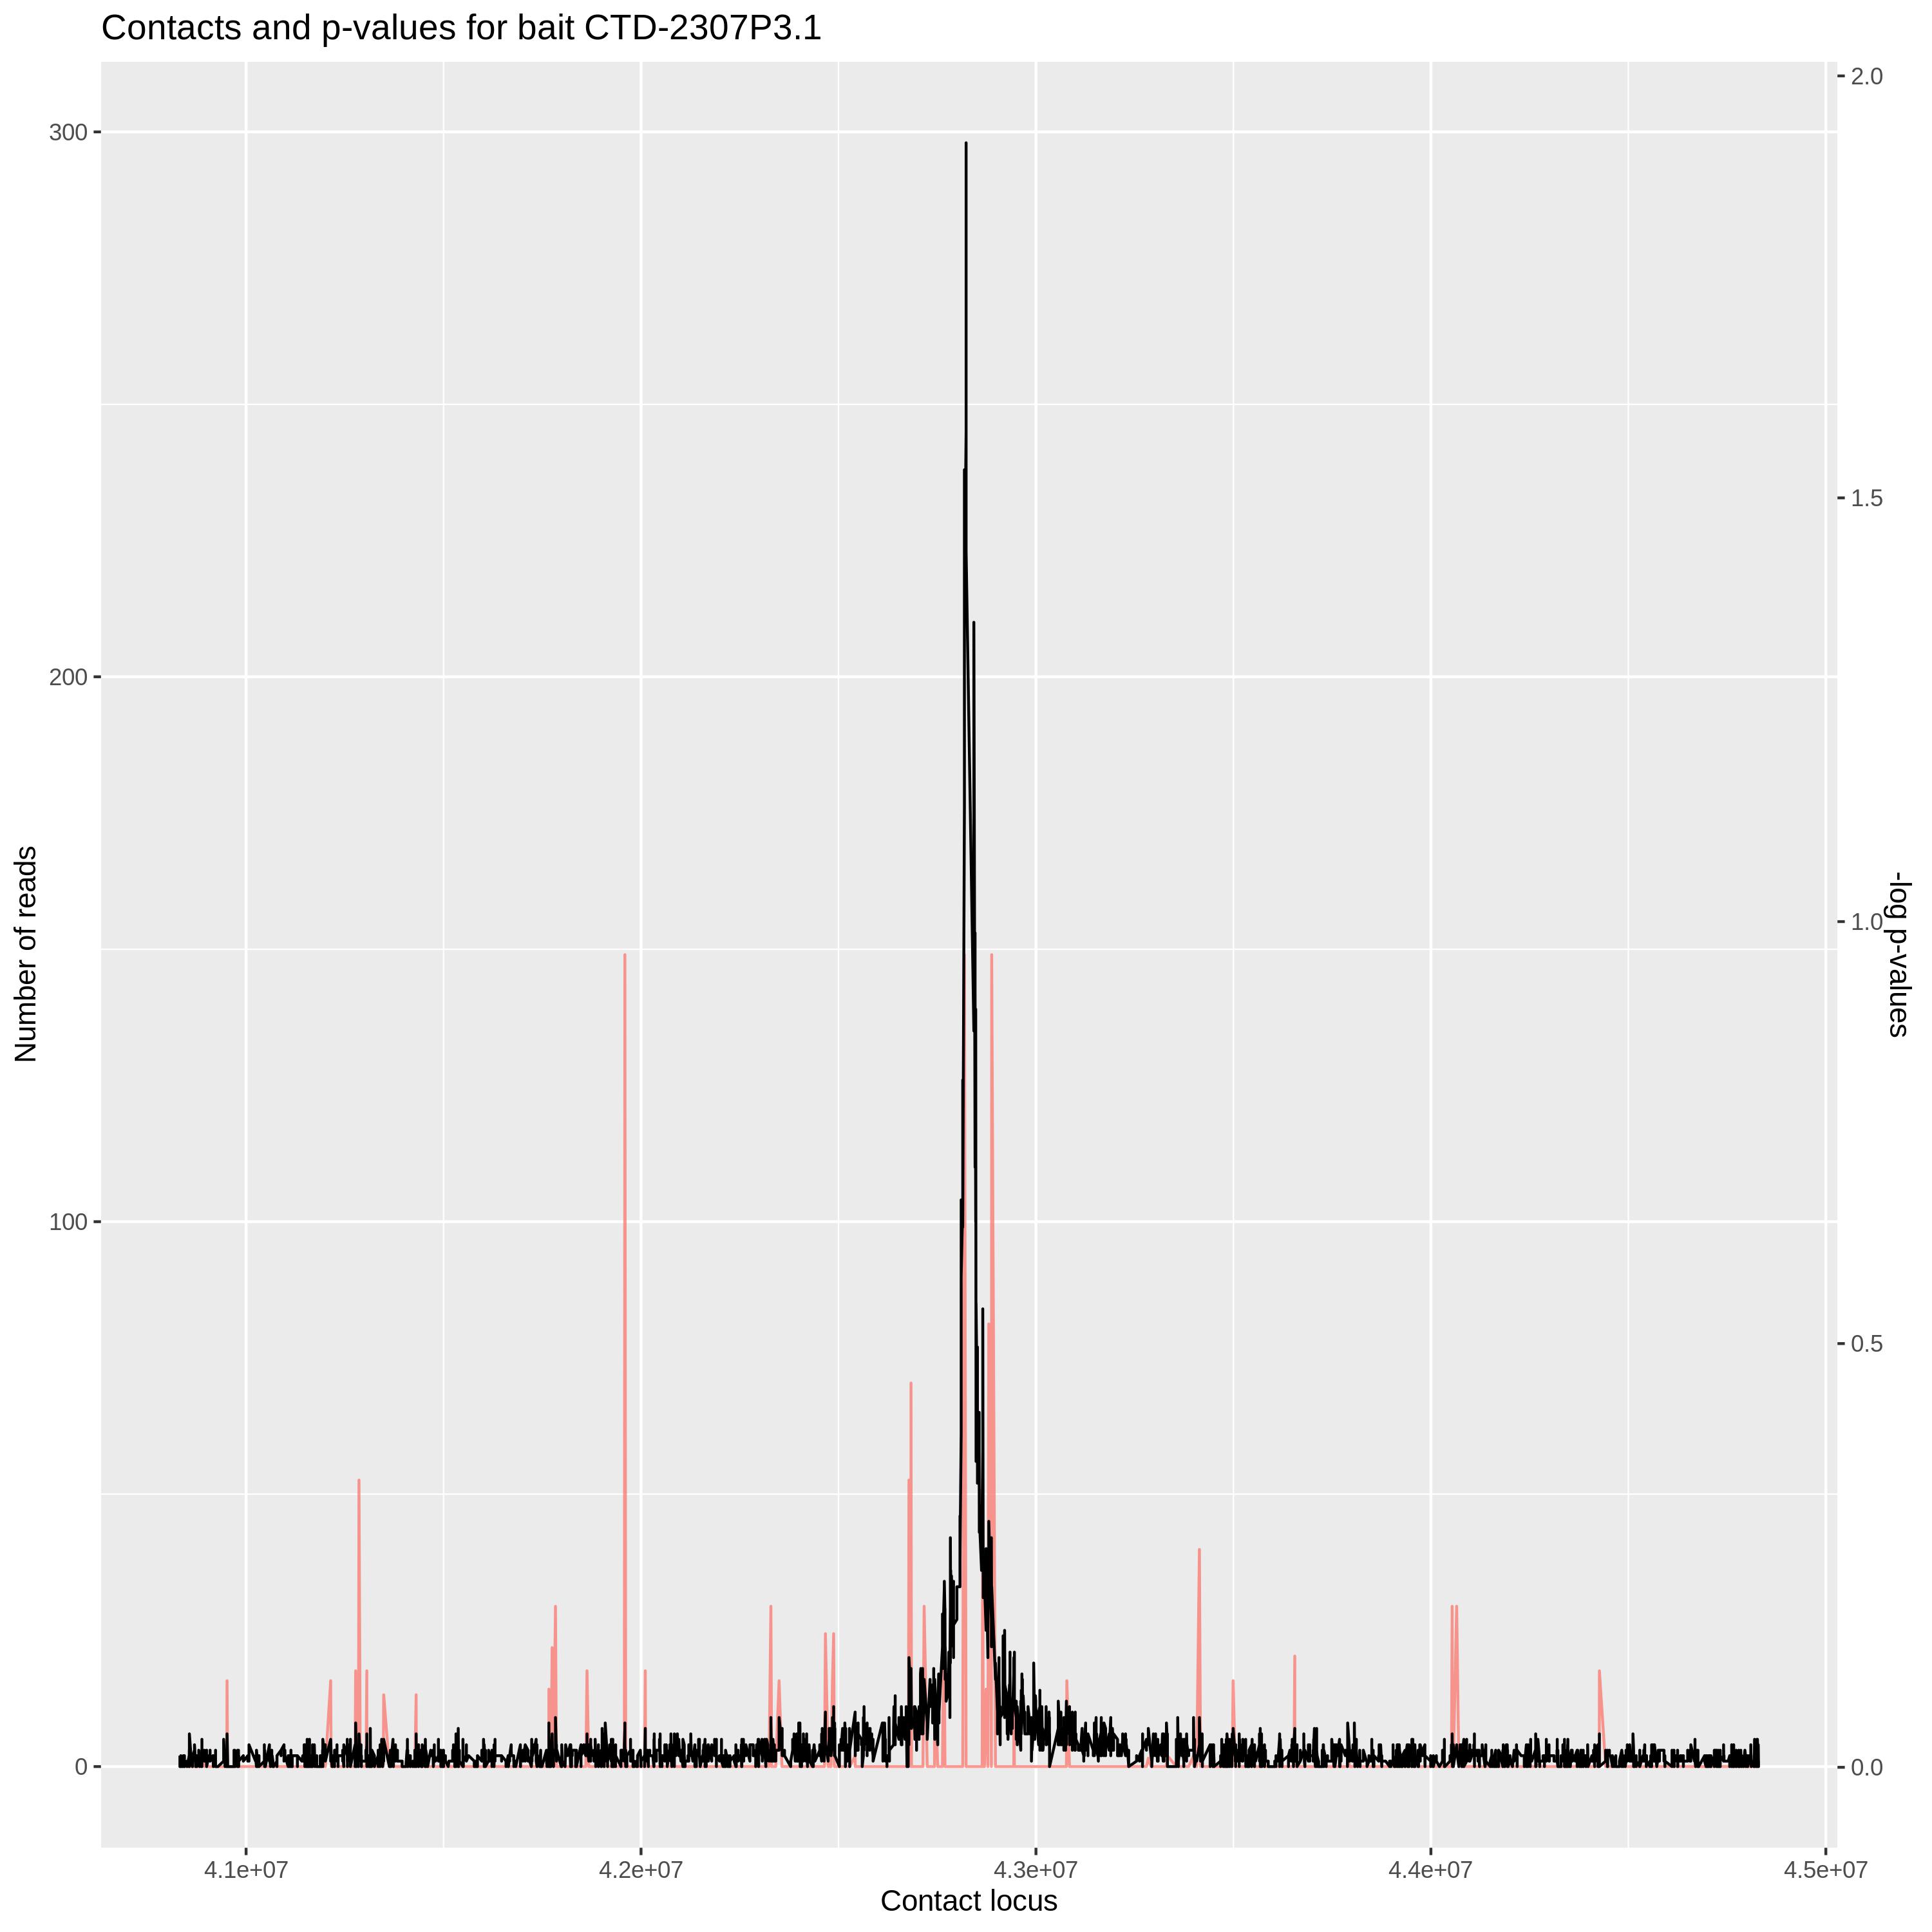 Contacts and p-values for bait CTD-2307P3.1
300
200
100
0
Number of reads
2.0
1.5
1.0
0.5
0.0
-log p-values
4.1e+07
4.2e+07
4.3e+07
4.4e+07
4.5e+07
Contact locus